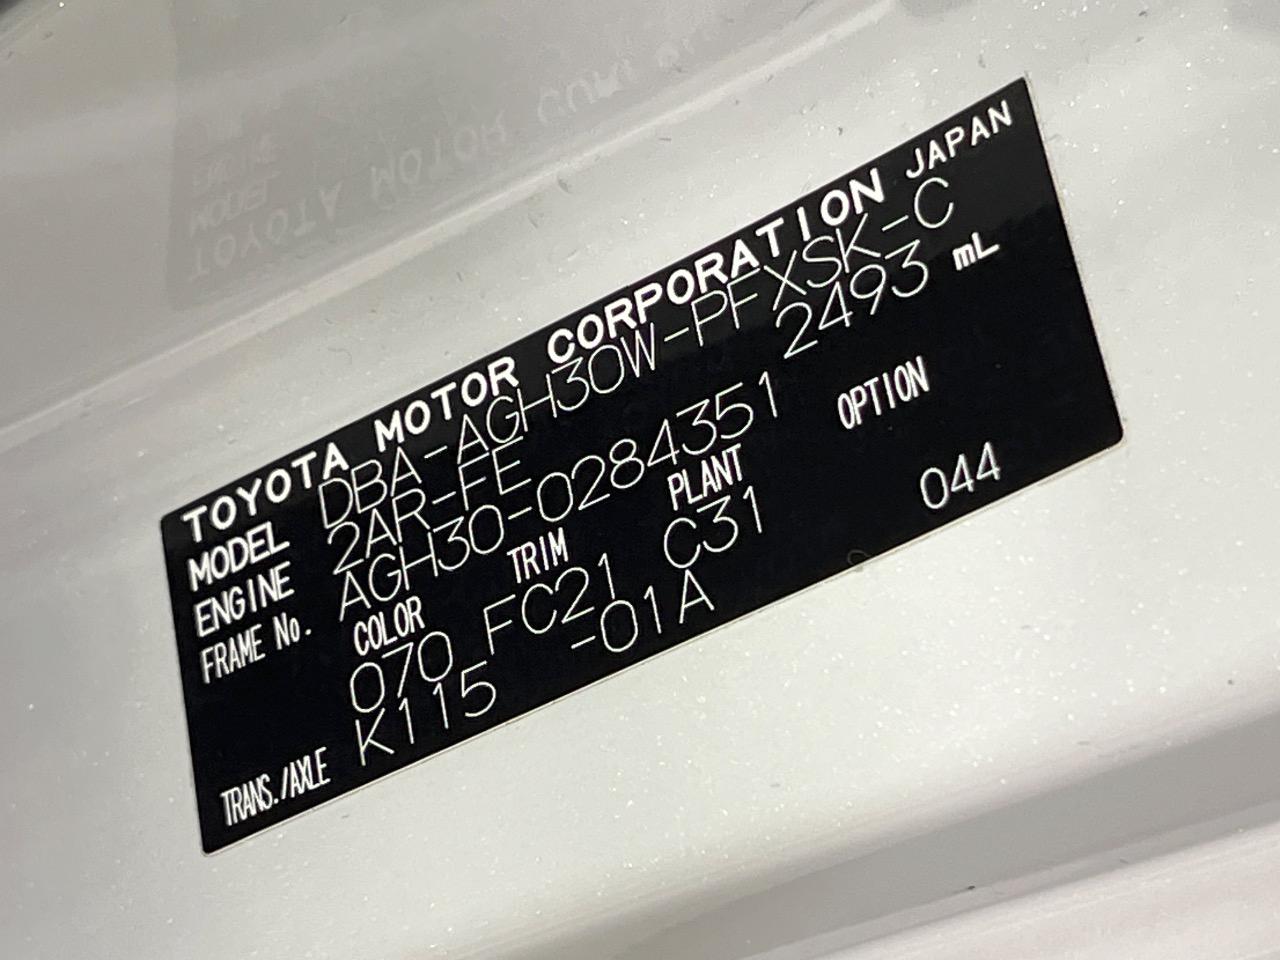 TOYOTA MOTOR CORPORATION JAPAN
MODEL DBA-AGH30W-PFXSK-C
ENGINE 2AR-FE 2493 mL
FRAME No. AGH30-0284351
COLOR TRIM PLANT OPTION
070 FC21 C31 044
TRANS./AXLE K115 -01A